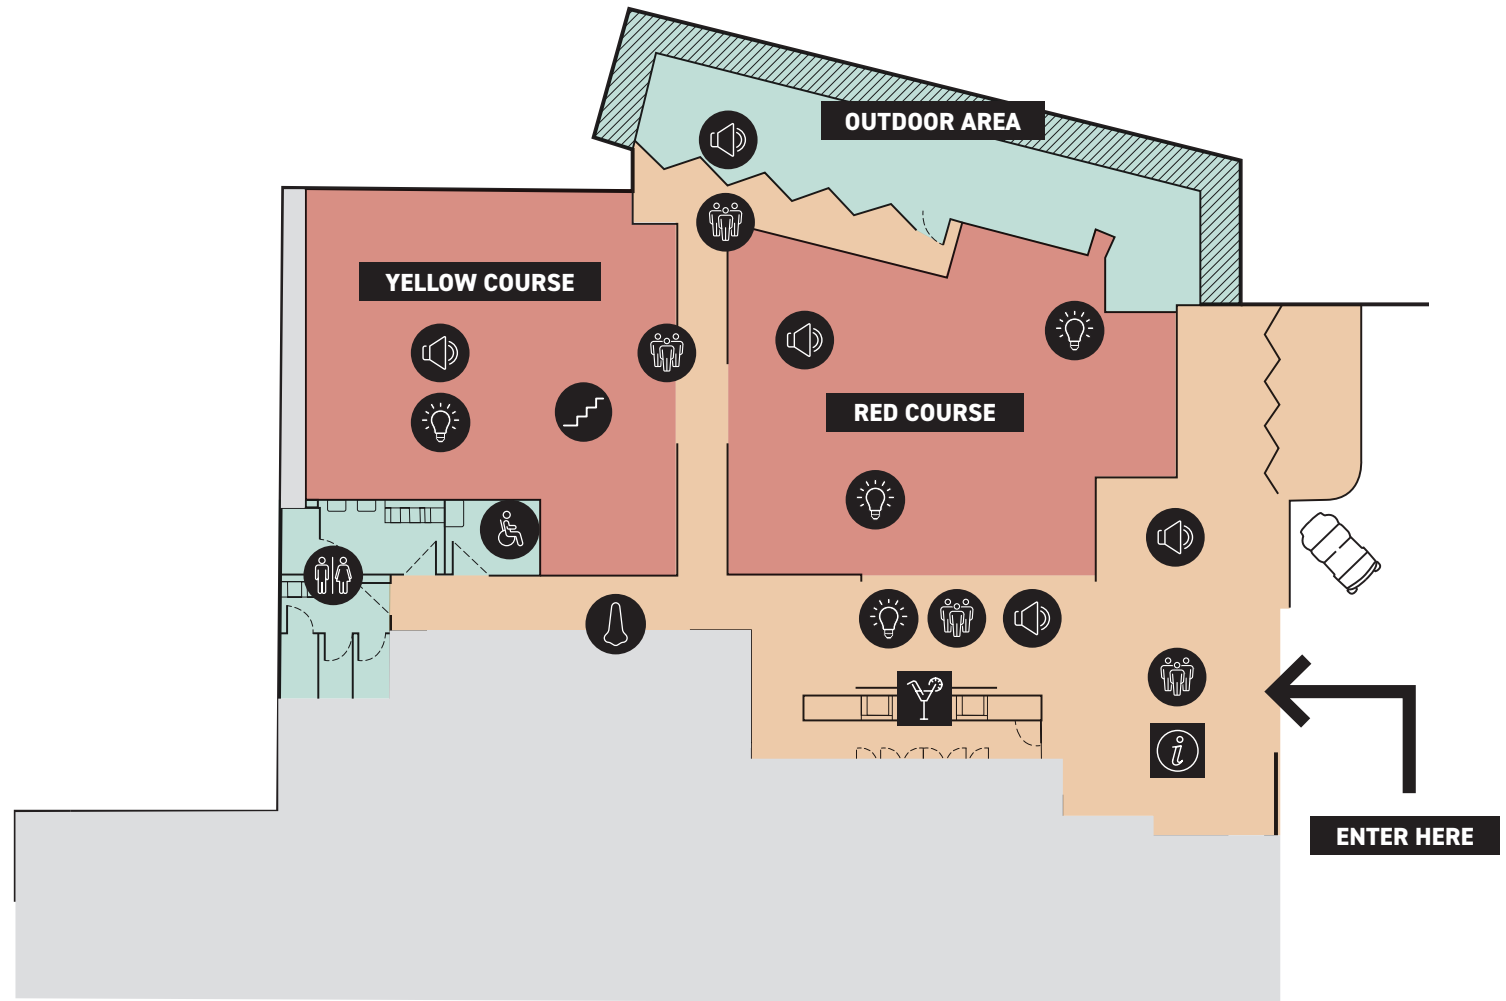 OUTDOOR AREA
YELLOW COURSE
RED COURSE
i
ENTER HERE